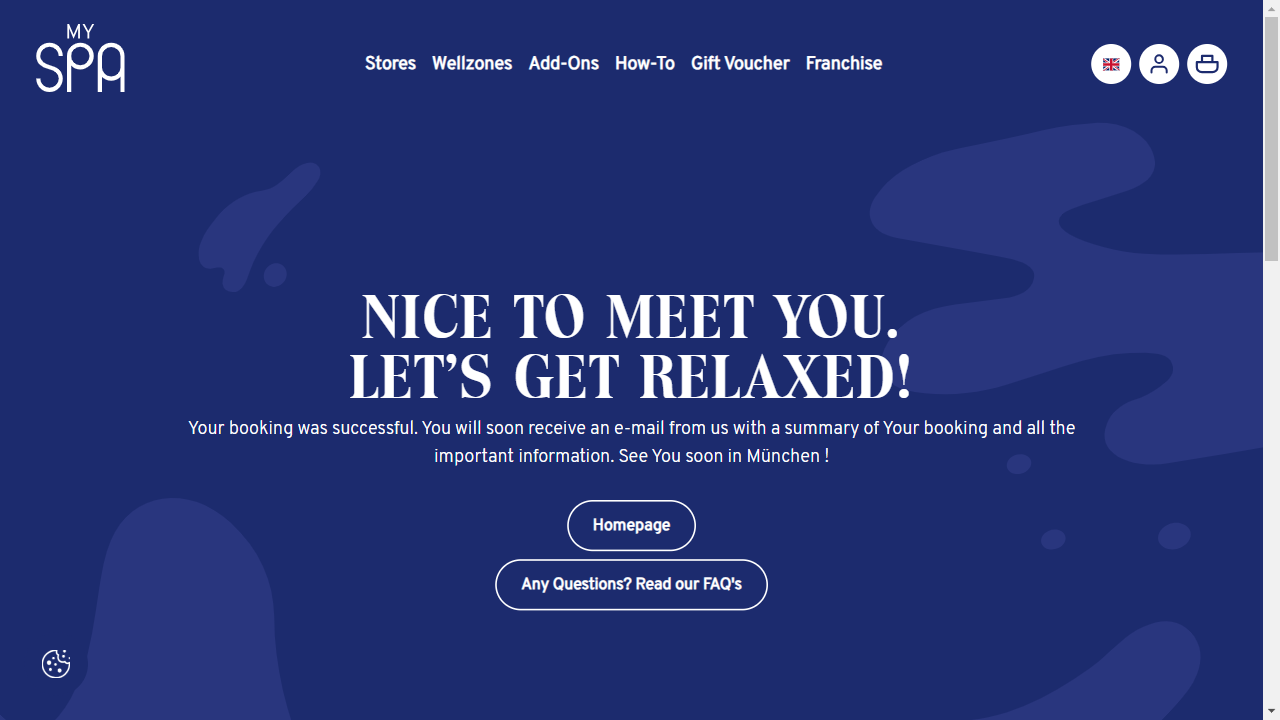 MY
SPA
Stores Wellzones Add-Ons How-To Gift Voucher Franchise
NICE TO MEET YOU.
LET'S GET RELAXED!
Your booking was successful. You will soon receive an e-mail from us with a summary of Your booking and all the
important information. See You soon in München !
Homepage
Any Questions? Read our FAQ's